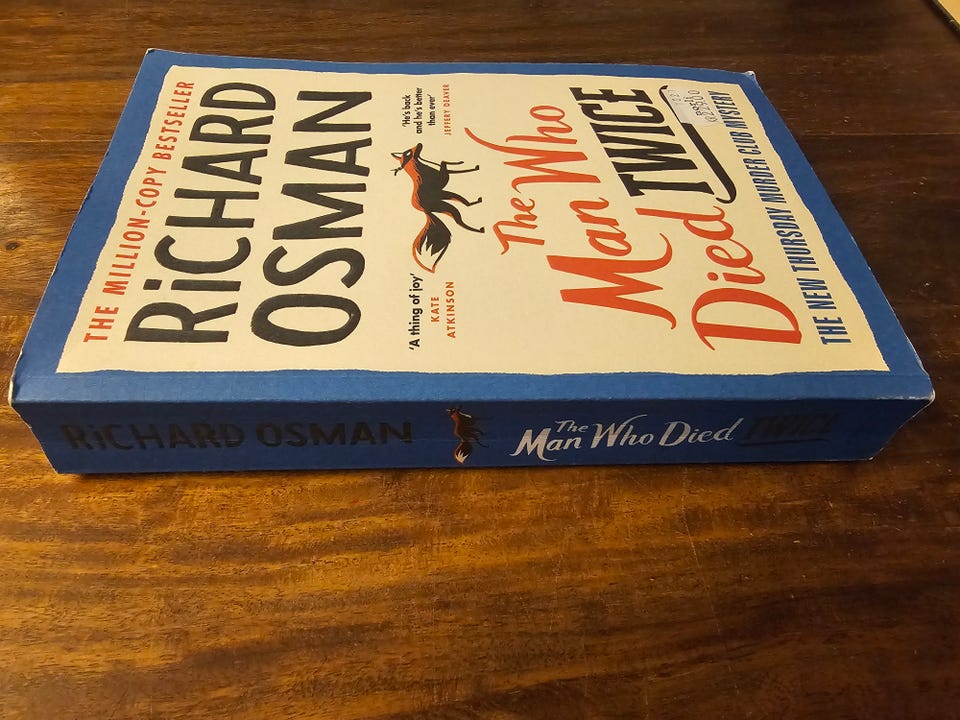 THE MILLION-COPY BESTSELLER
RiCHARD
OSMAN
'A thing of joy'
KATE
ATKINSON
'He's back
and he's better
than ever'
JEFFERY DEAVER
The Who
Man
Died TWICE
THE NEW THURSDAY MURDER CLUB MYSTERY
RiCHARD OSMAN
The
Man Who Died TWICE